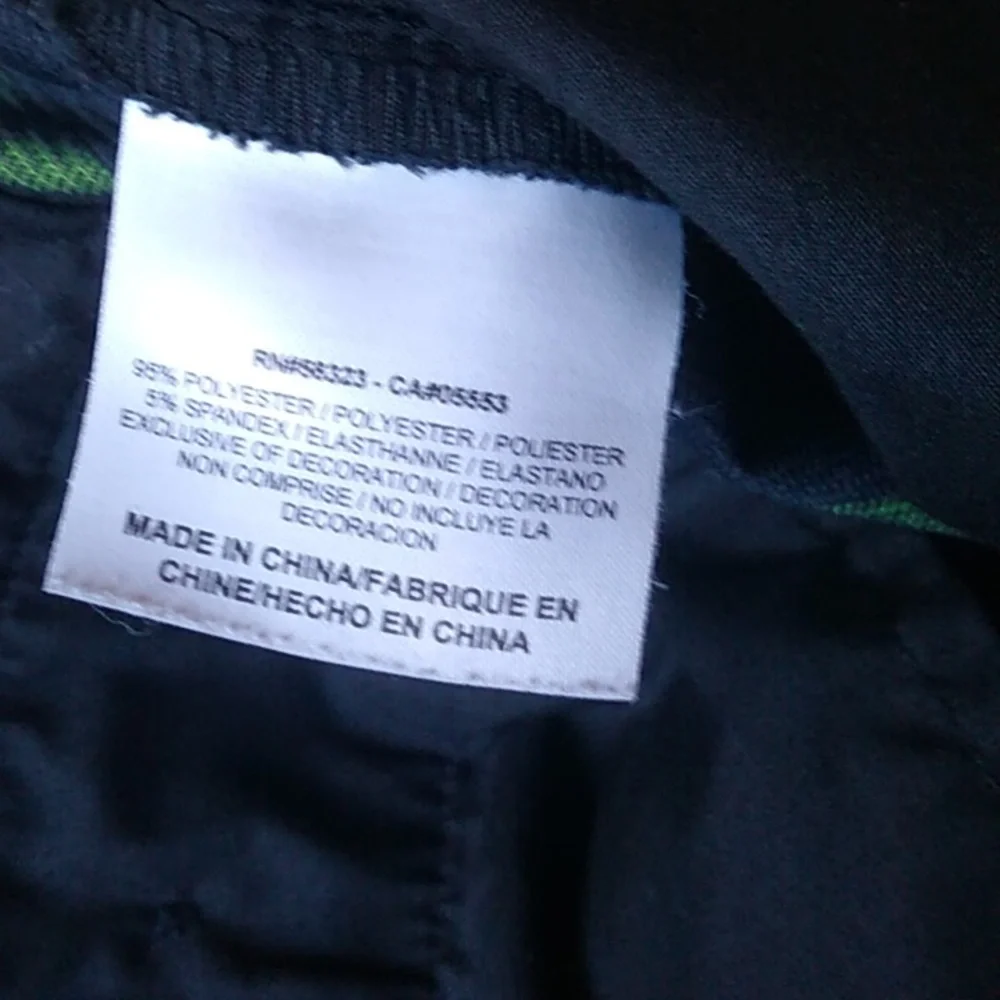 RN#56323 - CA#05553
95% POLYESTER / POLYESTER / POLIESTER
5% SPANDEX / ELASTHANNE / ELASTANO
EXCLUSIVE OF DECORATION / DECORATION
NON COMPRISE / NO INCLUYE LA
DECORACION
MADE IN CHINA/FABRIQUE EN
CHINE/HECHO EN CHINA